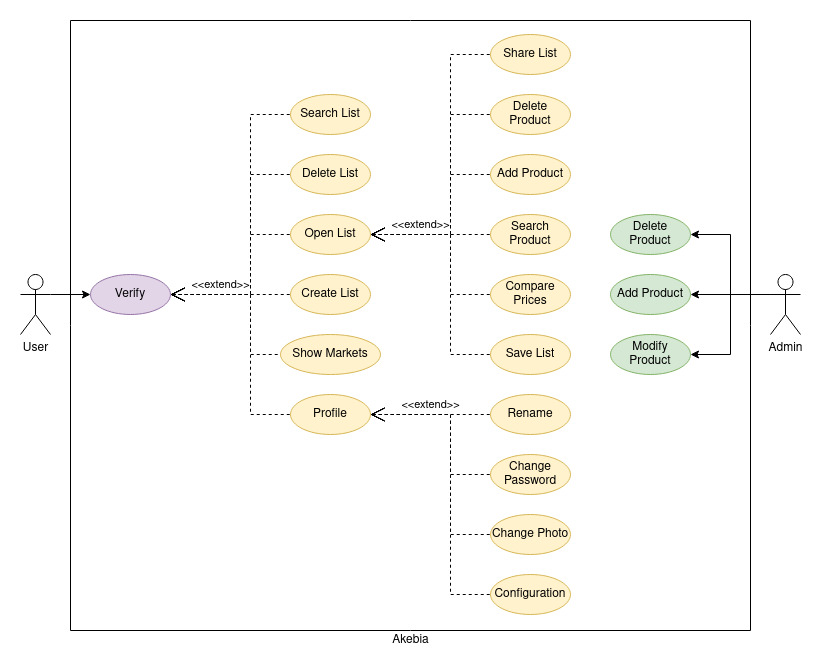 Share List
Search List
Delete
Product
Delete List
Add Product
<<extend>>
Open List
Search
Product
Delete
Product
<<extend>>
Verify
Create List
Compare
Prices
Add Product
User
Show Markets
Save List
Modify
Product
Admin
<<extend>>
Profile
Rename
Change
Password
Change Photo
Configuration
Akebia